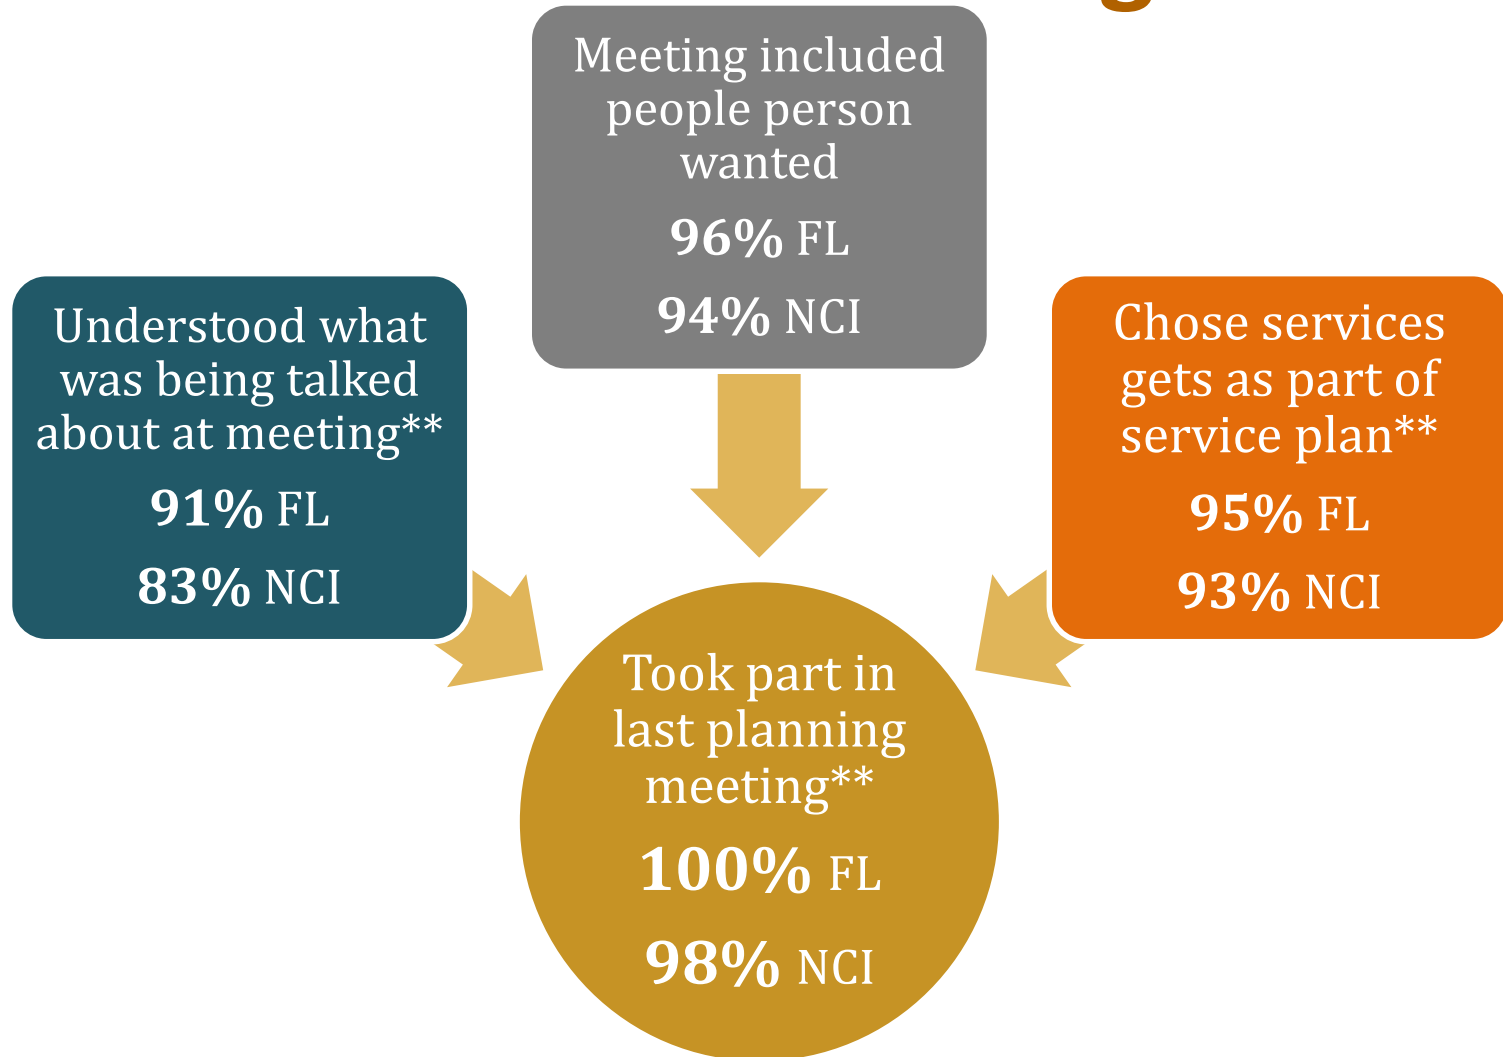 Meeting included
people person
wanted
96% FL
94% NCI
Understood what
was being talked
about at meeting**
91% FL
83% NCI
Chose services
gets as part of
service plan**
95% FL
93% NCI
Took part in
last planning
meeting**
100% FL
98% NCI